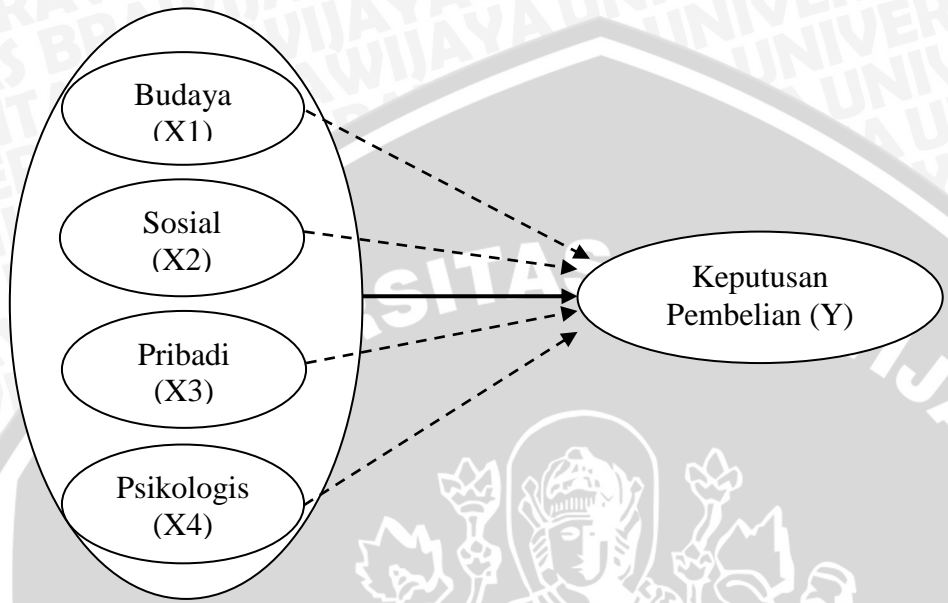 Budaya
(X1)
Sosial
(X2)
Pribadi
(X3)
Psikologis
(X4)
Keputusan
Pembelian (Y)